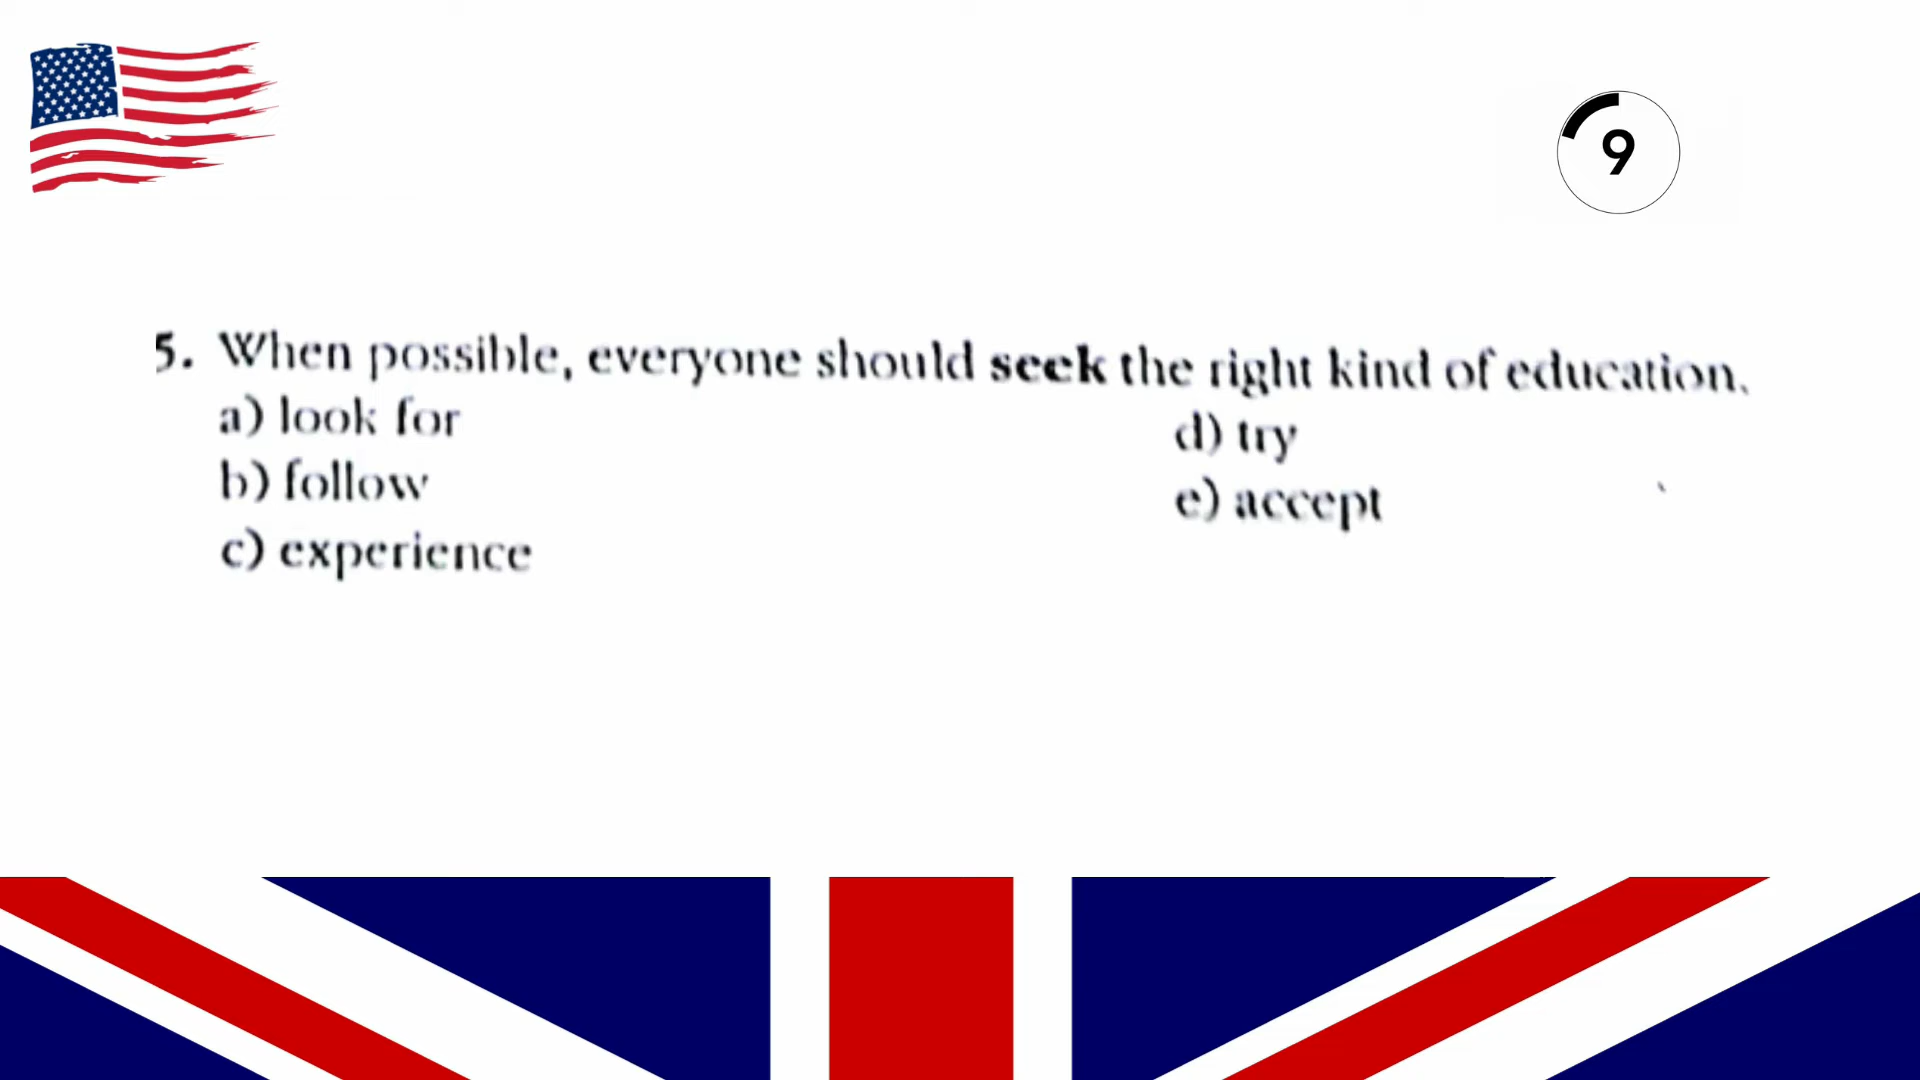 9
5. When possible, everyone should seek the right kind of education.
a) look for
b) follow
c) experience
d) try
e) accept